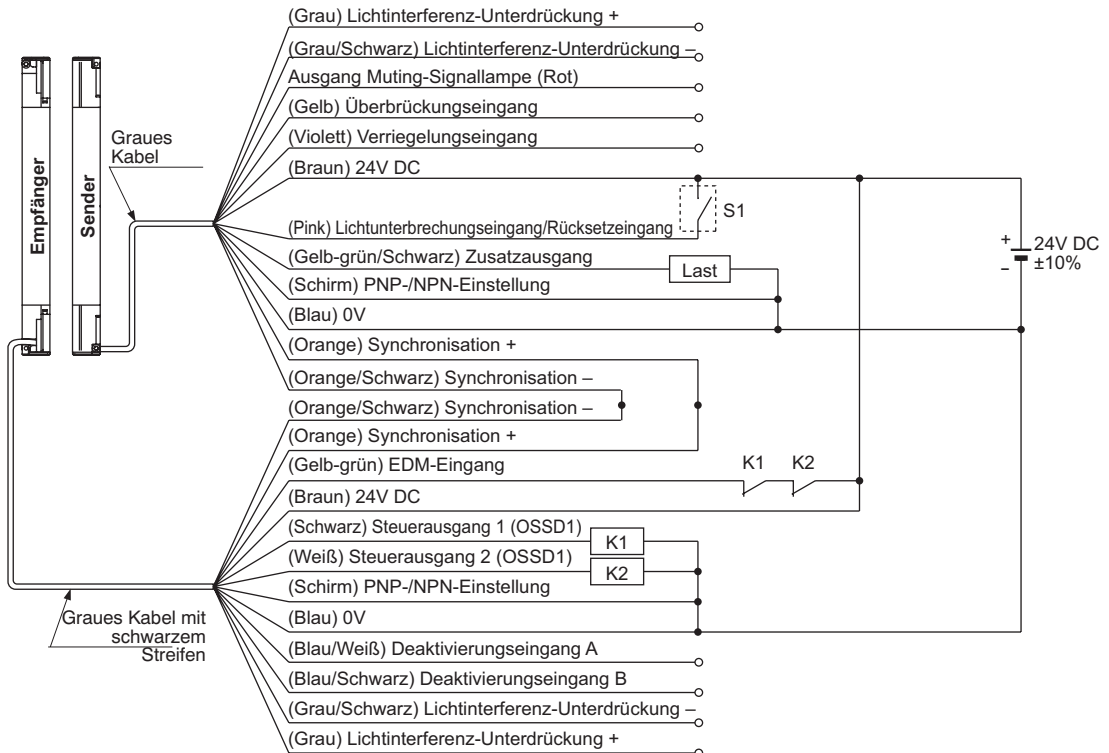 (Grau) Lichtinterferenz-Unterdrückung +
(Grau/Schwarz) Lichtinterferenz-Unterdrückung –
Ausgang Muting-Signallampe (Rot)
(Gelb) Überbrückungseingang
(Violett) Verriegelungseingang
(Braun) 24V DC
(Pink) Lichtunterbrechungseingang/Rücksetzeingang
(Gelb-grün/Schwarz) Zusatzausgang
(Schirm) PNP-/NPN-Einstellung
(Blau) 0V
(Orange) Synchronisation +
(Orange/Schwarz) Synchronisation –
(Orange/Schwarz) Synchronisation –
(Orange) Synchronisation +
(Gelb-grün) EDM-Eingang
(Braun) 24V DC
(Schwarz) Steuerausgang 1 (OSSD1)
(Weiß) Steuerausgang 2 (OSSD1)
(Schirm) PNP-/NPN-Einstellung
(Blau) 0V
(Blau/Weiß) Deaktivierungseingang A
(Blau/Schwarz) Deaktivierungseingang B
(Grau/Schwarz) Lichtinterferenz-Unterdrückung –
(Grau) Lichtinterferenz-Unterdrückung +
Empfänger
Sender
Graues
Kabel
Graues Kabel mit
schwarzem
Streifen
S1
Last
K1 K2
K1
K2
+
24V DC
±10%
–